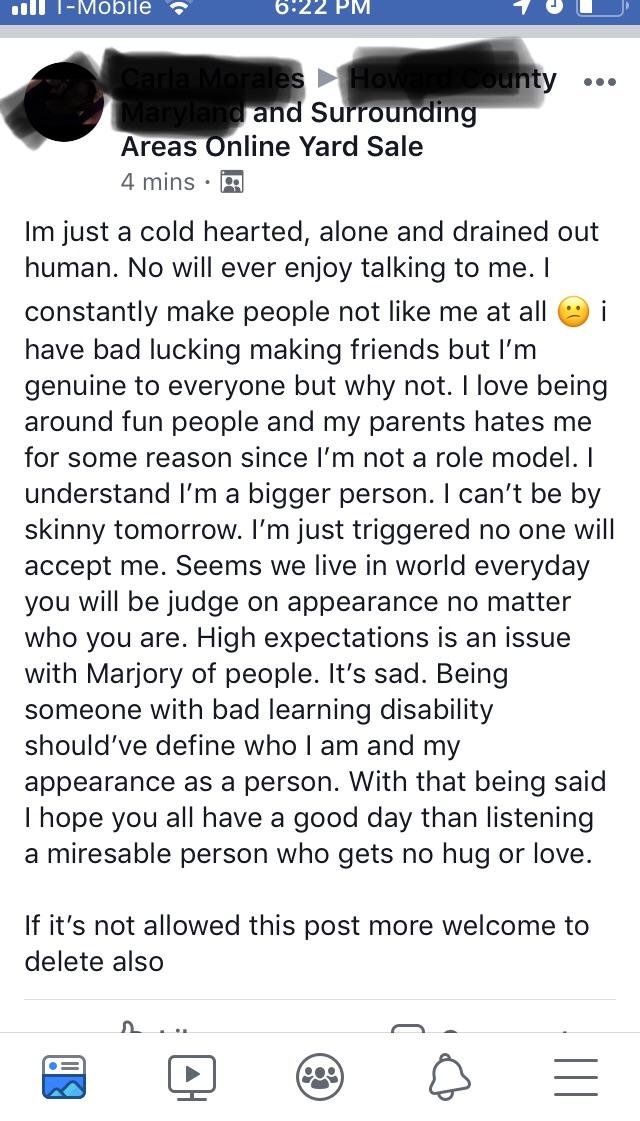 T-Mobile 6:22 PM
and Surrounding
Areas Online Yard Sale
4 mins ·
Im just a cold hearted, alone and drained out
human. No will ever enjoy talking to me. I
constantly make people not like me at all 😕 i
have bad lucking making friends but I’m
genuine to everyone but why not. I love being
around fun people and my parents hates me
for some reason since I’m not a role model. I
understand I’m a bigger person. I can’t be by
skinny tomorrow. I’m just triggered no one will
accept me. Seems we live in world everyday
you will be judge on appearance no matter
who you are. High expectations is an issue
with Marjory of people. It’s sad. Being
someone with bad learning disability
should’ve define who I am and my
appearance as a person. With that being said
I hope you all have a good day than listening
a miresable person who gets no hug or love.
If it’s not allowed this post more welcome to
delete also